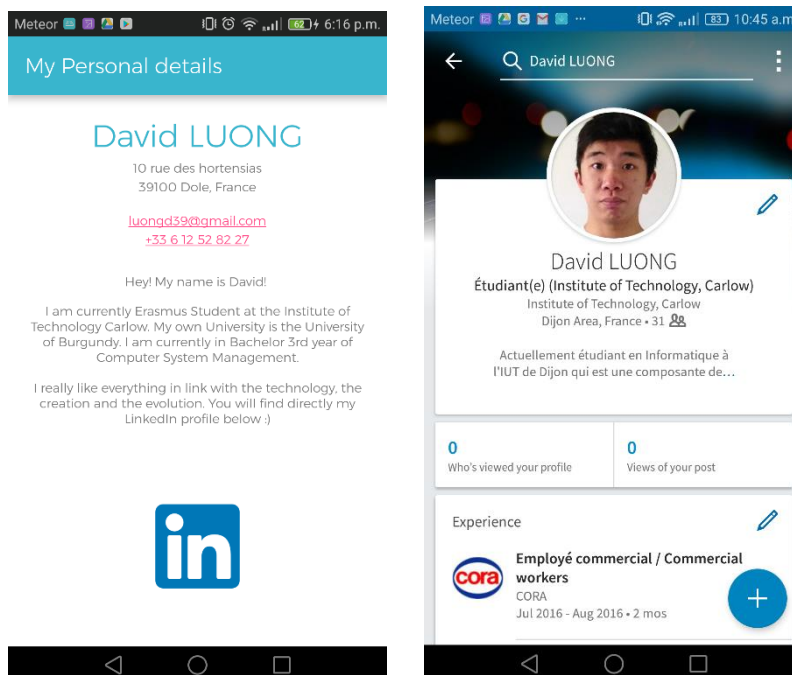 Meteor 62 6:16 p.m.
My Personal details
David LUONG
10 rue des hortensias
39100 Dole, France
luongd39@gmail.com
+33 6 12 52 82 27
Hey! My name is David!
I am currently Erasmus Student at the Institute of
Technology Carlow. My own University is the University
of Burgundy. I am currently in Bachelor 3rd year of
Computer System Management.
I really like everything in link with the technology, the
creation and the evolution. You will find directly my
LinkedIn profile below :)
in
Meteor ... 83 10:45 a.m
David LUONG
David LUONG
Étudiant(e) (Institute of Technology, Carlow)
Institute of Technology, Carlow
Dijon Area, France • 31
Actuellement étudiant en Informatique à
l'IUT de Dijon qui est une composante de...
0
Who's viewed your profile
0
Views of your post
Experience
cora
Employé commercial / Commercial
workers
CORA
Jul 2016 - Aug 2016 • 2 mos